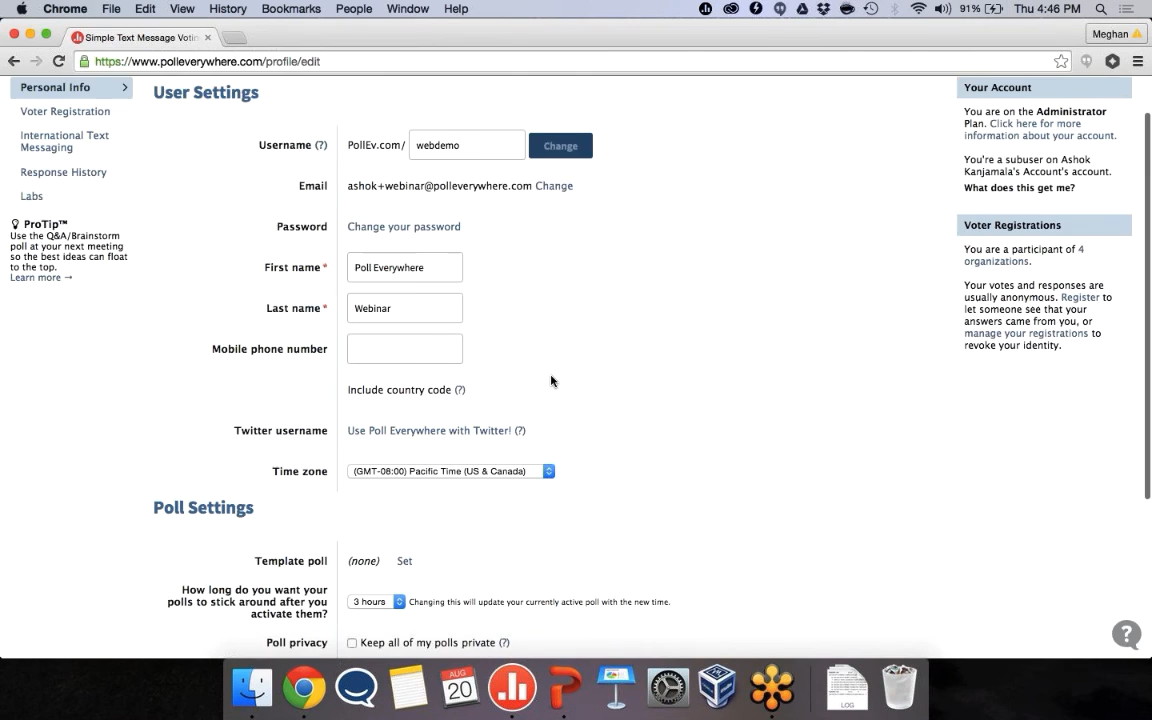 Chrome File Edit View History Bookmarks People Window Help 91% Thu 4:46 PM
Simple Text Message Votin Meghan
https://www.polleverywhere.com/profile/edit
Personal Info
Voter Registration
International Text
Messaging
Response History
Labs
ProTip™
Use the Q&A/Brainstorm
poll at your next meeting
so the best ideas can float
to the top.
Learn more →
User Settings
Username (?) PollEv.com/ webdemo Change
Email ashok+webinar@polleverywhere.com Change
Password Change your password
First name * Poll Everywhere
Last name * Webinar
Mobile phone number
Include country code (?)
Twitter username Use Poll Everywhere with Twitter! (?)
Time zone (GMT-08:00) Pacific Time (US & Canada)
Poll Settings
Template poll (none) Set
How long do you want your
polls to stick around after you
activate them?
3 hours Changing this will update your currently active poll with the new time.
Poll privacy Keep all of my polls private (?)
Your Account
You are on the Administrator
Plan. Click here for more
information about your account.
You're a subuser on Ashok
Kanjamala's Account's account.
What does this get me?
Voter Registrations
You are a participant of 4
organizations.
Your votes and responses are
usually anonymous. Register to
let someone see that your
answers came from you, or
manage your registrations to
revoke your identity.
?
AUG
20
LOG